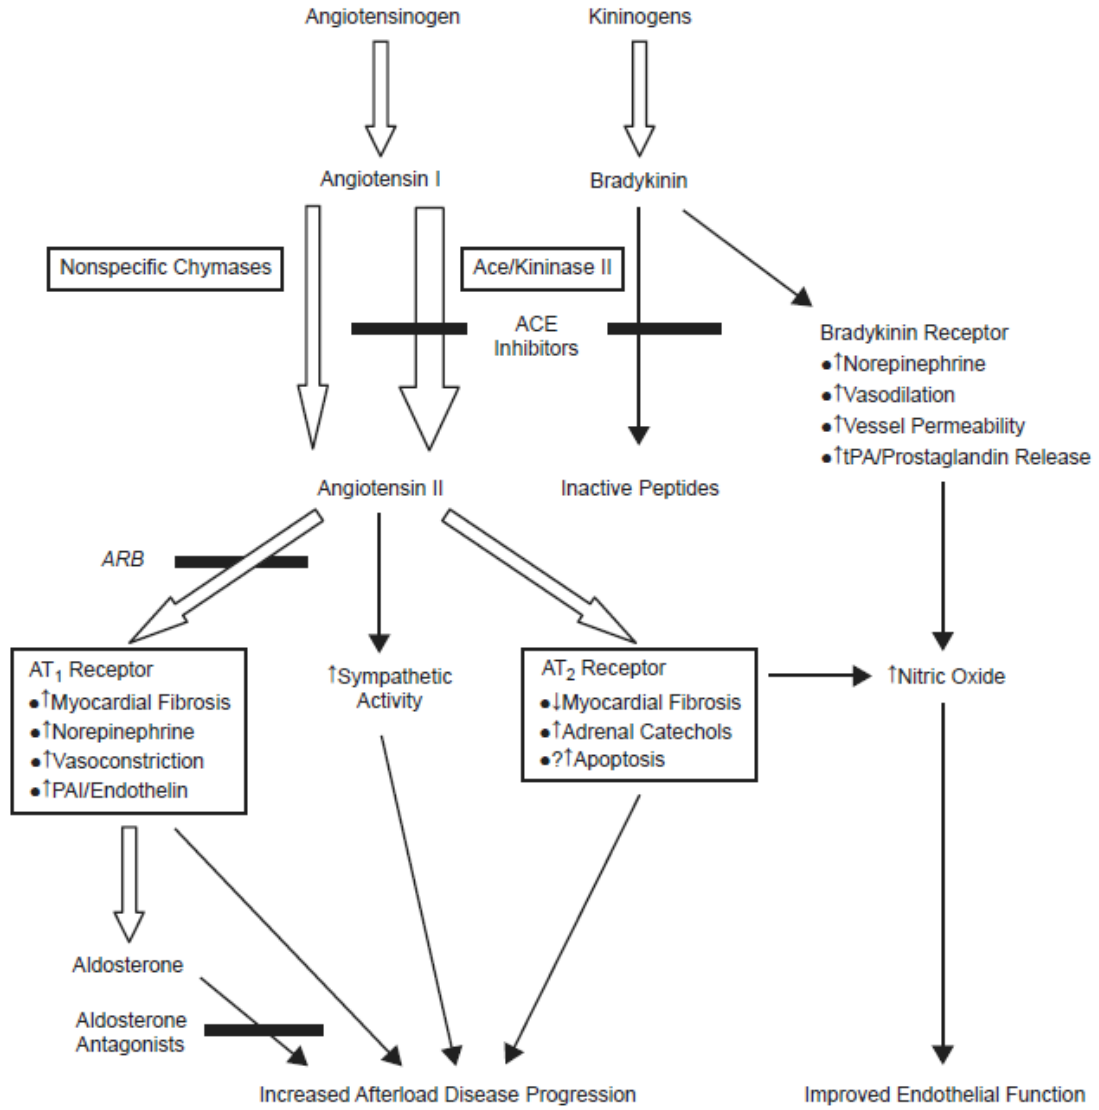 Angiotensinogen
Kininogens
Angiotensin I
Bradykinin
Nonspecific Chymases
Ace/Kininase II
ACE
Inhibitors
Bradykinin Receptor
●↑Norepinephrine
●↑Vasodilation
●↑Vessel Permeability
●↑tPA/Prostaglandin Release
Angiotensin II
Inactive Peptides
ARB
AT1 Receptor
●↑Myocardial Fibrosis
●↑Norepinephrine
●↑Vasoconstriction
●↑PAI/Endothelin
↑Sympathetic
Activity
AT2 Receptor
●↓Myocardial Fibrosis
●↑Adrenal Catechols
●?↑Apoptosis
↑Nitric Oxide
Aldosterone
Aldosterone
Antagonists
Increased Afterload Disease Progression
Improved Endothelial Function